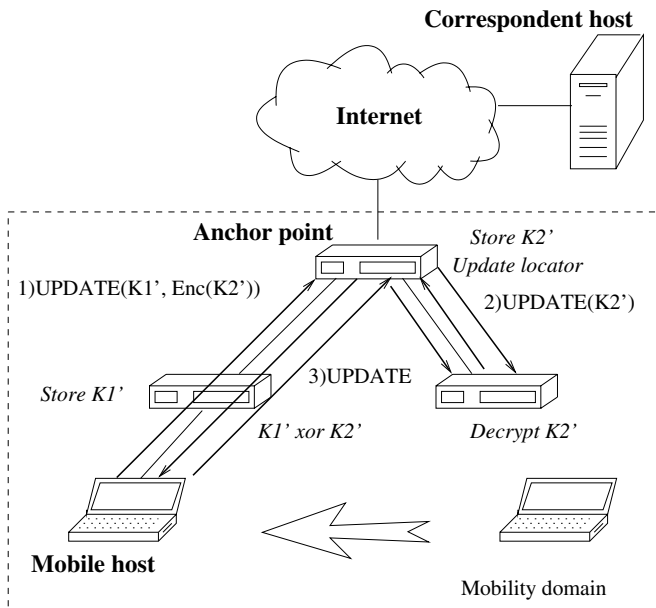 Correspondent host
Internet
Anchor point
Store K2’
Update locator
1)UPDATE(K1’, Enc(K2’))
2)UPDATE(K2’)
3)UPDATE
Store K1’
K1’ xor K2’
Decrypt K2’
Mobile host
Mobility domain